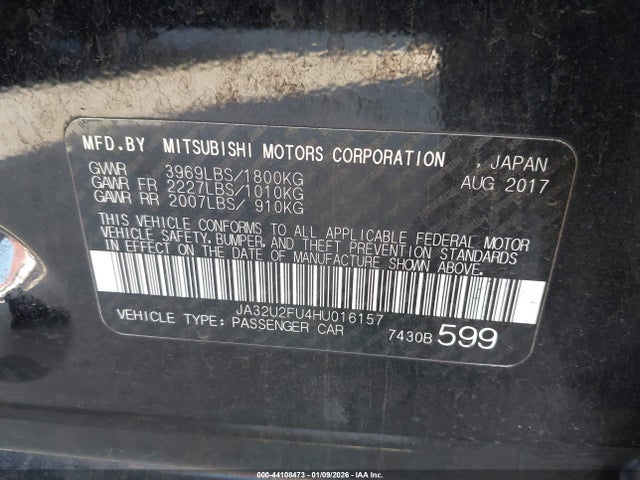 MFD.BY MITSUBISHI MOTORS CORPORATION , JAPAN
GVWR 3969LBS/1800KG AUG 2017
GAWR FR 2227LBS/1010KG
GAWR RR 2007LBS/ 910KG
THIS VEHICLE CONFORMS TO ALL APPLICABLE FEDERAL MOTOR
VEHICLE SAFETY, BUMPER, AND THEFT PREVENTION STANDARDS
IN EFFECT ON THE DATE OF MANUFACTURE SHOWN ABOVE.
JA32U2FU4HU016157
VEHICLE TYPE: PASSENGER CAR 7430B 599
000-44108473 - 01/09/2026 - IAA Inc.